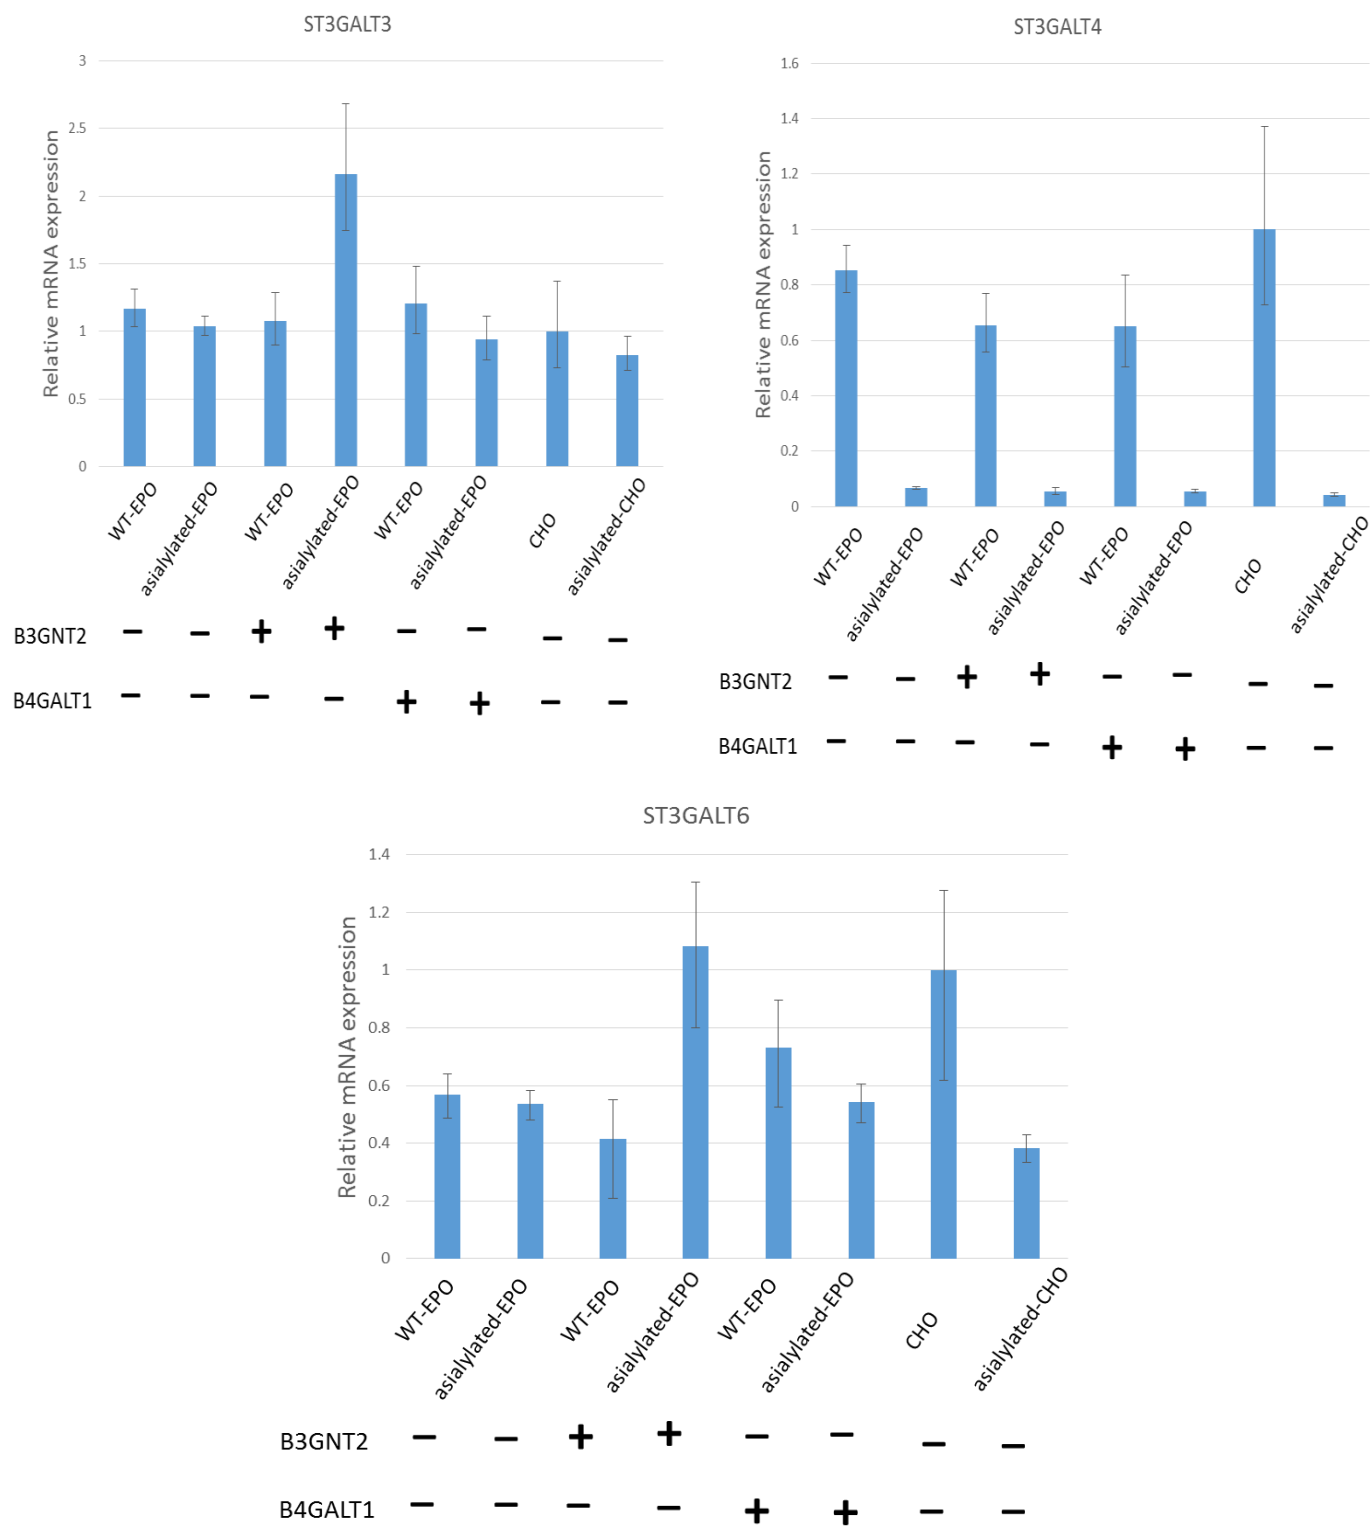 ST3GALT3
Relative mRNA expression
3
2.5
2
1.5
1
0.5
0
WT-EPO
asialylated-EPO
WT-EPO
asialylated-EPO
WT-EPO
asialylated-EPO
CHO
asialylated-CHO
B3GNT2 − − + + − − − −
B4GALT1 − − − − + + − −
ST3GALT4
Relative mRNA expression
1.6
1.4
1.2
1
0.8
0.6
0.4
0.2
0
WT-EPO
asialylated-EPO
WT-EPO
asialylated-EPO
WT-EPO
asialylated-EPO
CHO
asialylated-CHO
B3GNT2 − − + + − − − −
B4GALT1 − − − − + + − −
ST3GALT6
Relative mRNA expression
1.4
1.2
1
0.8
0.6
0.4
0.2
0
WT-EPO
asialylated-EPO
WT-EPO
asialylated-EPO
WT-EPO
asialylated-EPO
CHO
asialylated-CHO
B3GNT2 − − + + − − − −
B4GALT1 − − − − + + − −